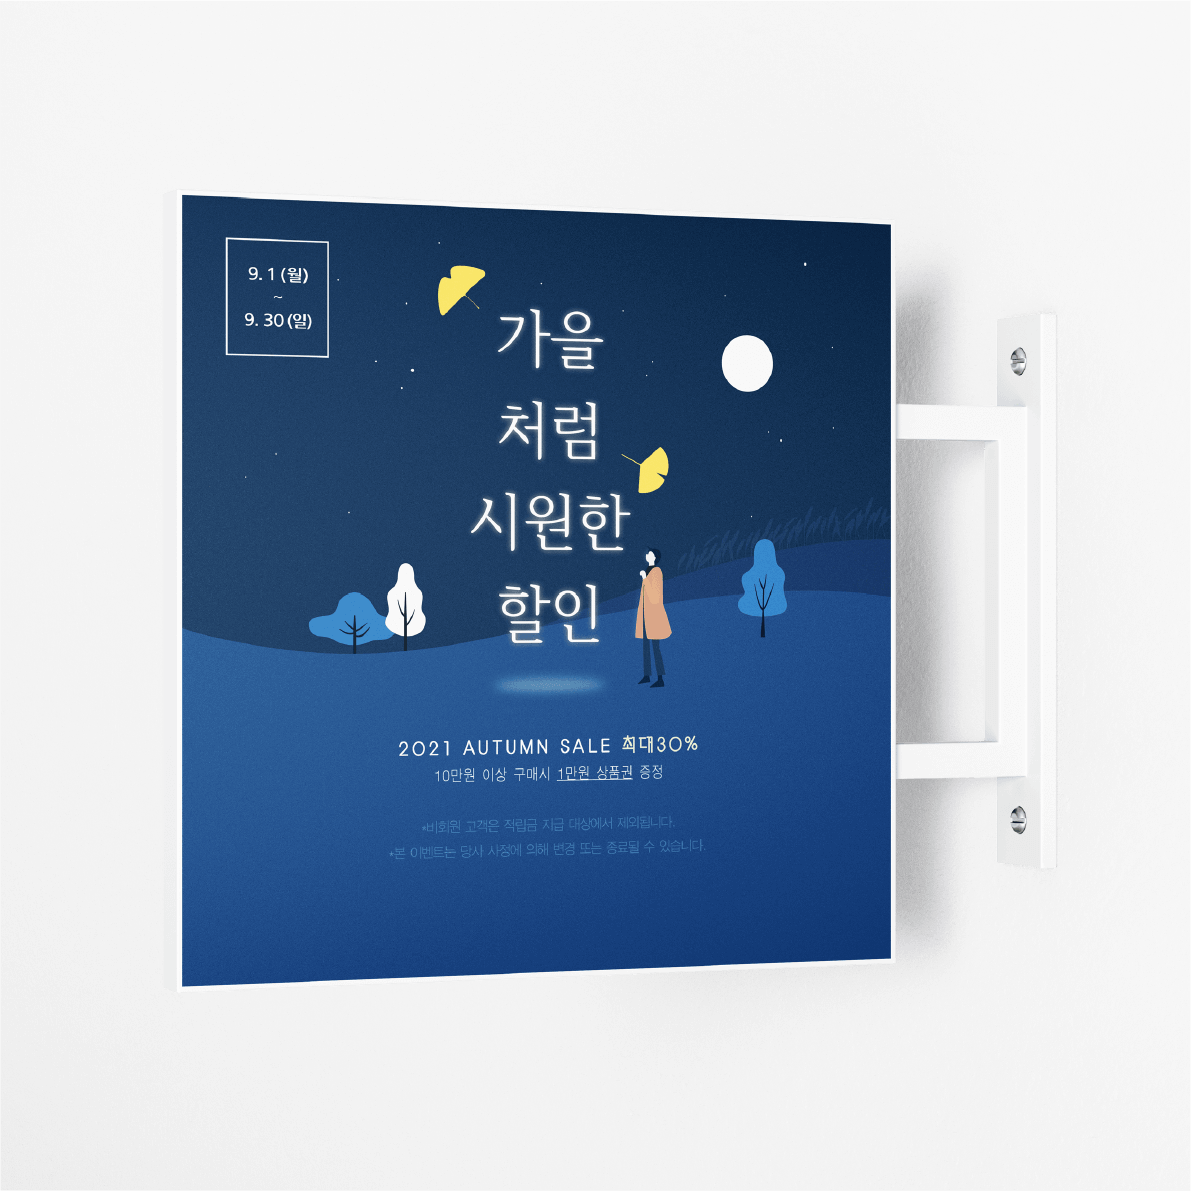 9. 1 (월)
~
9. 30 (일)
가을
처럼
시원한
할인
2021 AUTUMN SALE 최대30%
10만원 이상 구매시 1만원 상품권 증정
*비회원 고객은 적립금 지급 대상에서 제외됩니다.
*본 이벤트는 당사 사정에 의해 변경 또는 종료될 수 있습니다.